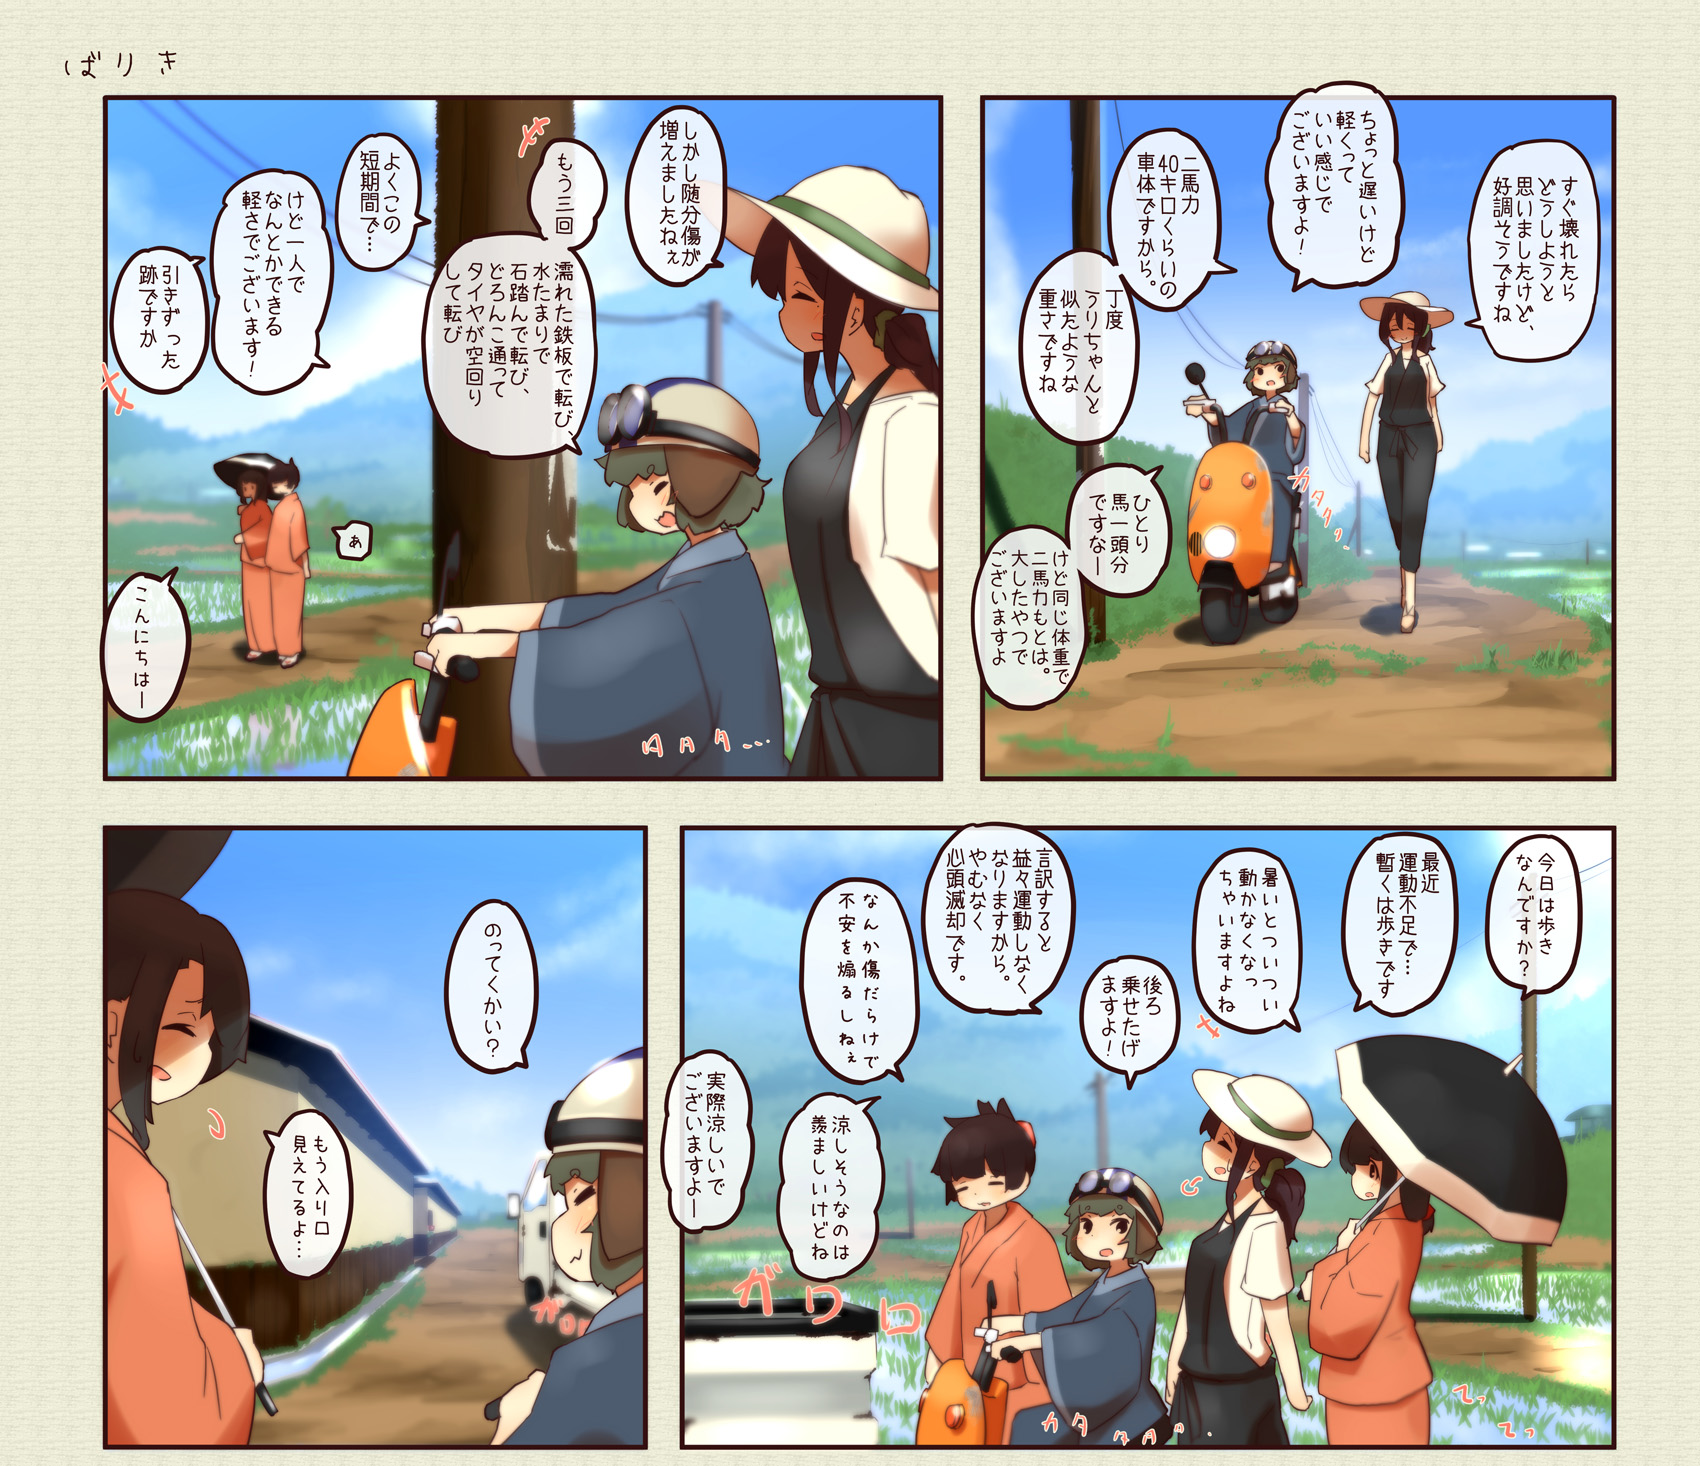 ばりき
すぐ壊れたら
どうしようと
思いましたけど、
好調そうですね
ちょっと遅いけど
軽くって
いい感じで
ございますよ!
二馬力
40キロくらいの
車体ですから。
丁度
うりちゃんと
似たような
重さですね
ひとり
馬一頭分
ですなー
けど同じ体重で
二馬力もとは。
大したやつで
ございますよ
カタタタ…
しかし随分傷が
増えましたねぇ
もう三回
濡れた鉄板で転び、
水たまりで
石踏んで転び、
どろんこ通って
タイヤが空回り
して転び
よくこの
短期間で…
けど一人で
なんとかできる
軽さでございます!
引きずった
跡ですか
あ
こんにちはー
タタタ…
今日は歩き
なんですか?
最近
運動不足で…
暫くは歩きです
暑いとついつい
動かなくなっ
ちゃいますよね
後ろ
乗せたげ
ますよ!
言訳すると
益々運動しなく
なりますから。
やむなく
心頭滅却です。
なんか傷だらけで
不安を煽るしねぇ
涼しそうなのは
羨ましいけどね
実際涼しいで
ございますよー
ガロロ
カタタタタ…
てっ
てっ
のってくかい?
もう入り口
見えてるよ…